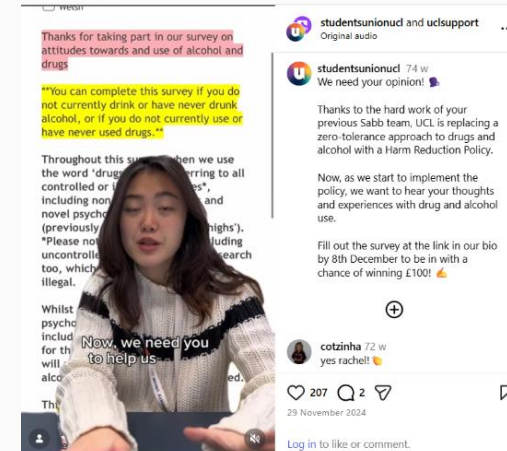 Welsh
Thanks for taking part in our survey on
attitudes towards and use of alcohol and
drugs
**You can complete this survey if you do
not currently drink or have never drunk
alcohol, or if you do not currently use or
have never used drugs.**
Throughout this su hen we use
the word 'drug erring to all
controlled or i es*,
including non and
novel psycho
(previously highs').
*Please not luding
uncontrolle search
too, which
illegal.
Whilst
psycho
includ
for th
will
alco ed.
Th
Now, we need you
to help us
studentsunionucl and uclsupport
Original audio
studentsunionucl 74 w
We need your opinion! 🗣
Thanks to the hard work of your
previous Sabb team, UCL is replacing a
zero-tolerance approach to drugs and
alcohol with a Harm Reduction Policy.
Now, as we start to implement the
policy, we want to hear your thoughts
and experiences with drug and alcohol
use.
Fill out the survey at the link in our bio
by 8th December to be in with a
chance of winning £100! ✍
cotzinha 72 w
yes rachel! 👏
207 2
29 November 2024
Log in to like or comment.